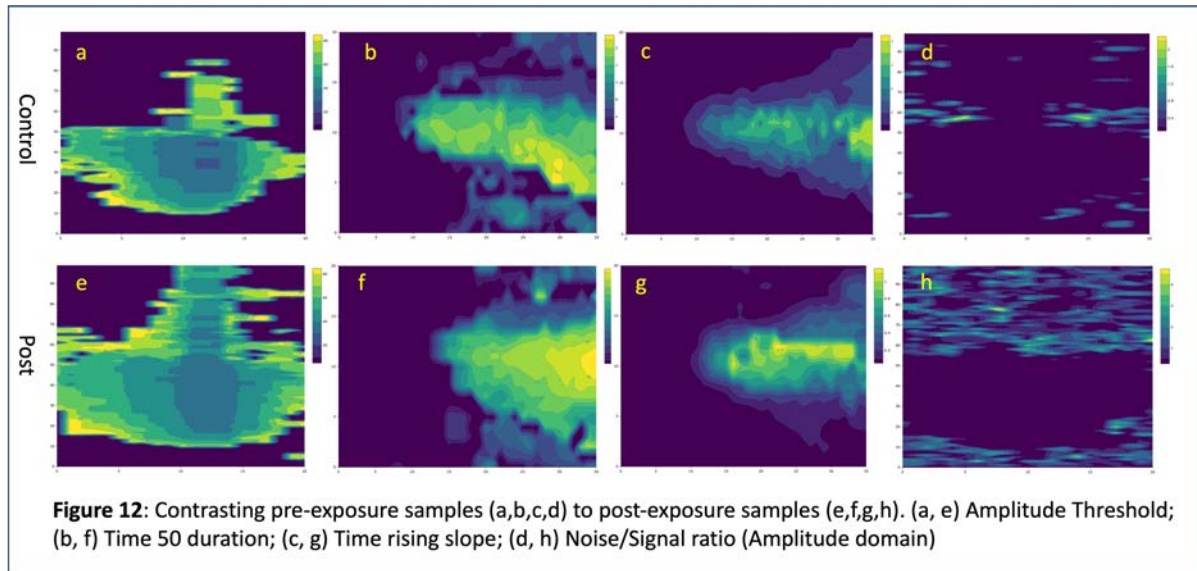 a
b
c
d
Control
e
f
g
h
Post
Figure 12: Contrasting pre-exposure samples (a,b,c,d) to post-exposure samples (e,f,g,h). (a, e) Amplitude Threshold;
(b, f) Time 50 duration; (c, g) Time rising slope; (d, h) Noise/Signal ratio (Amplitude domain)